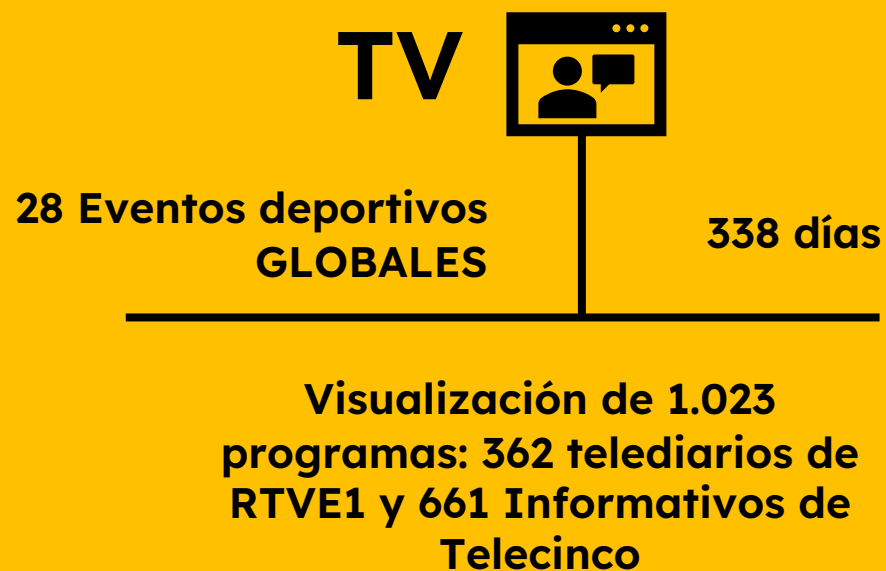 TV
28 Eventos deportivos
GLOBALES
338 días
Visualización de 1.023
programas: 362 telediarios de
RTVE1 y 661 Informativos de
Telecinco